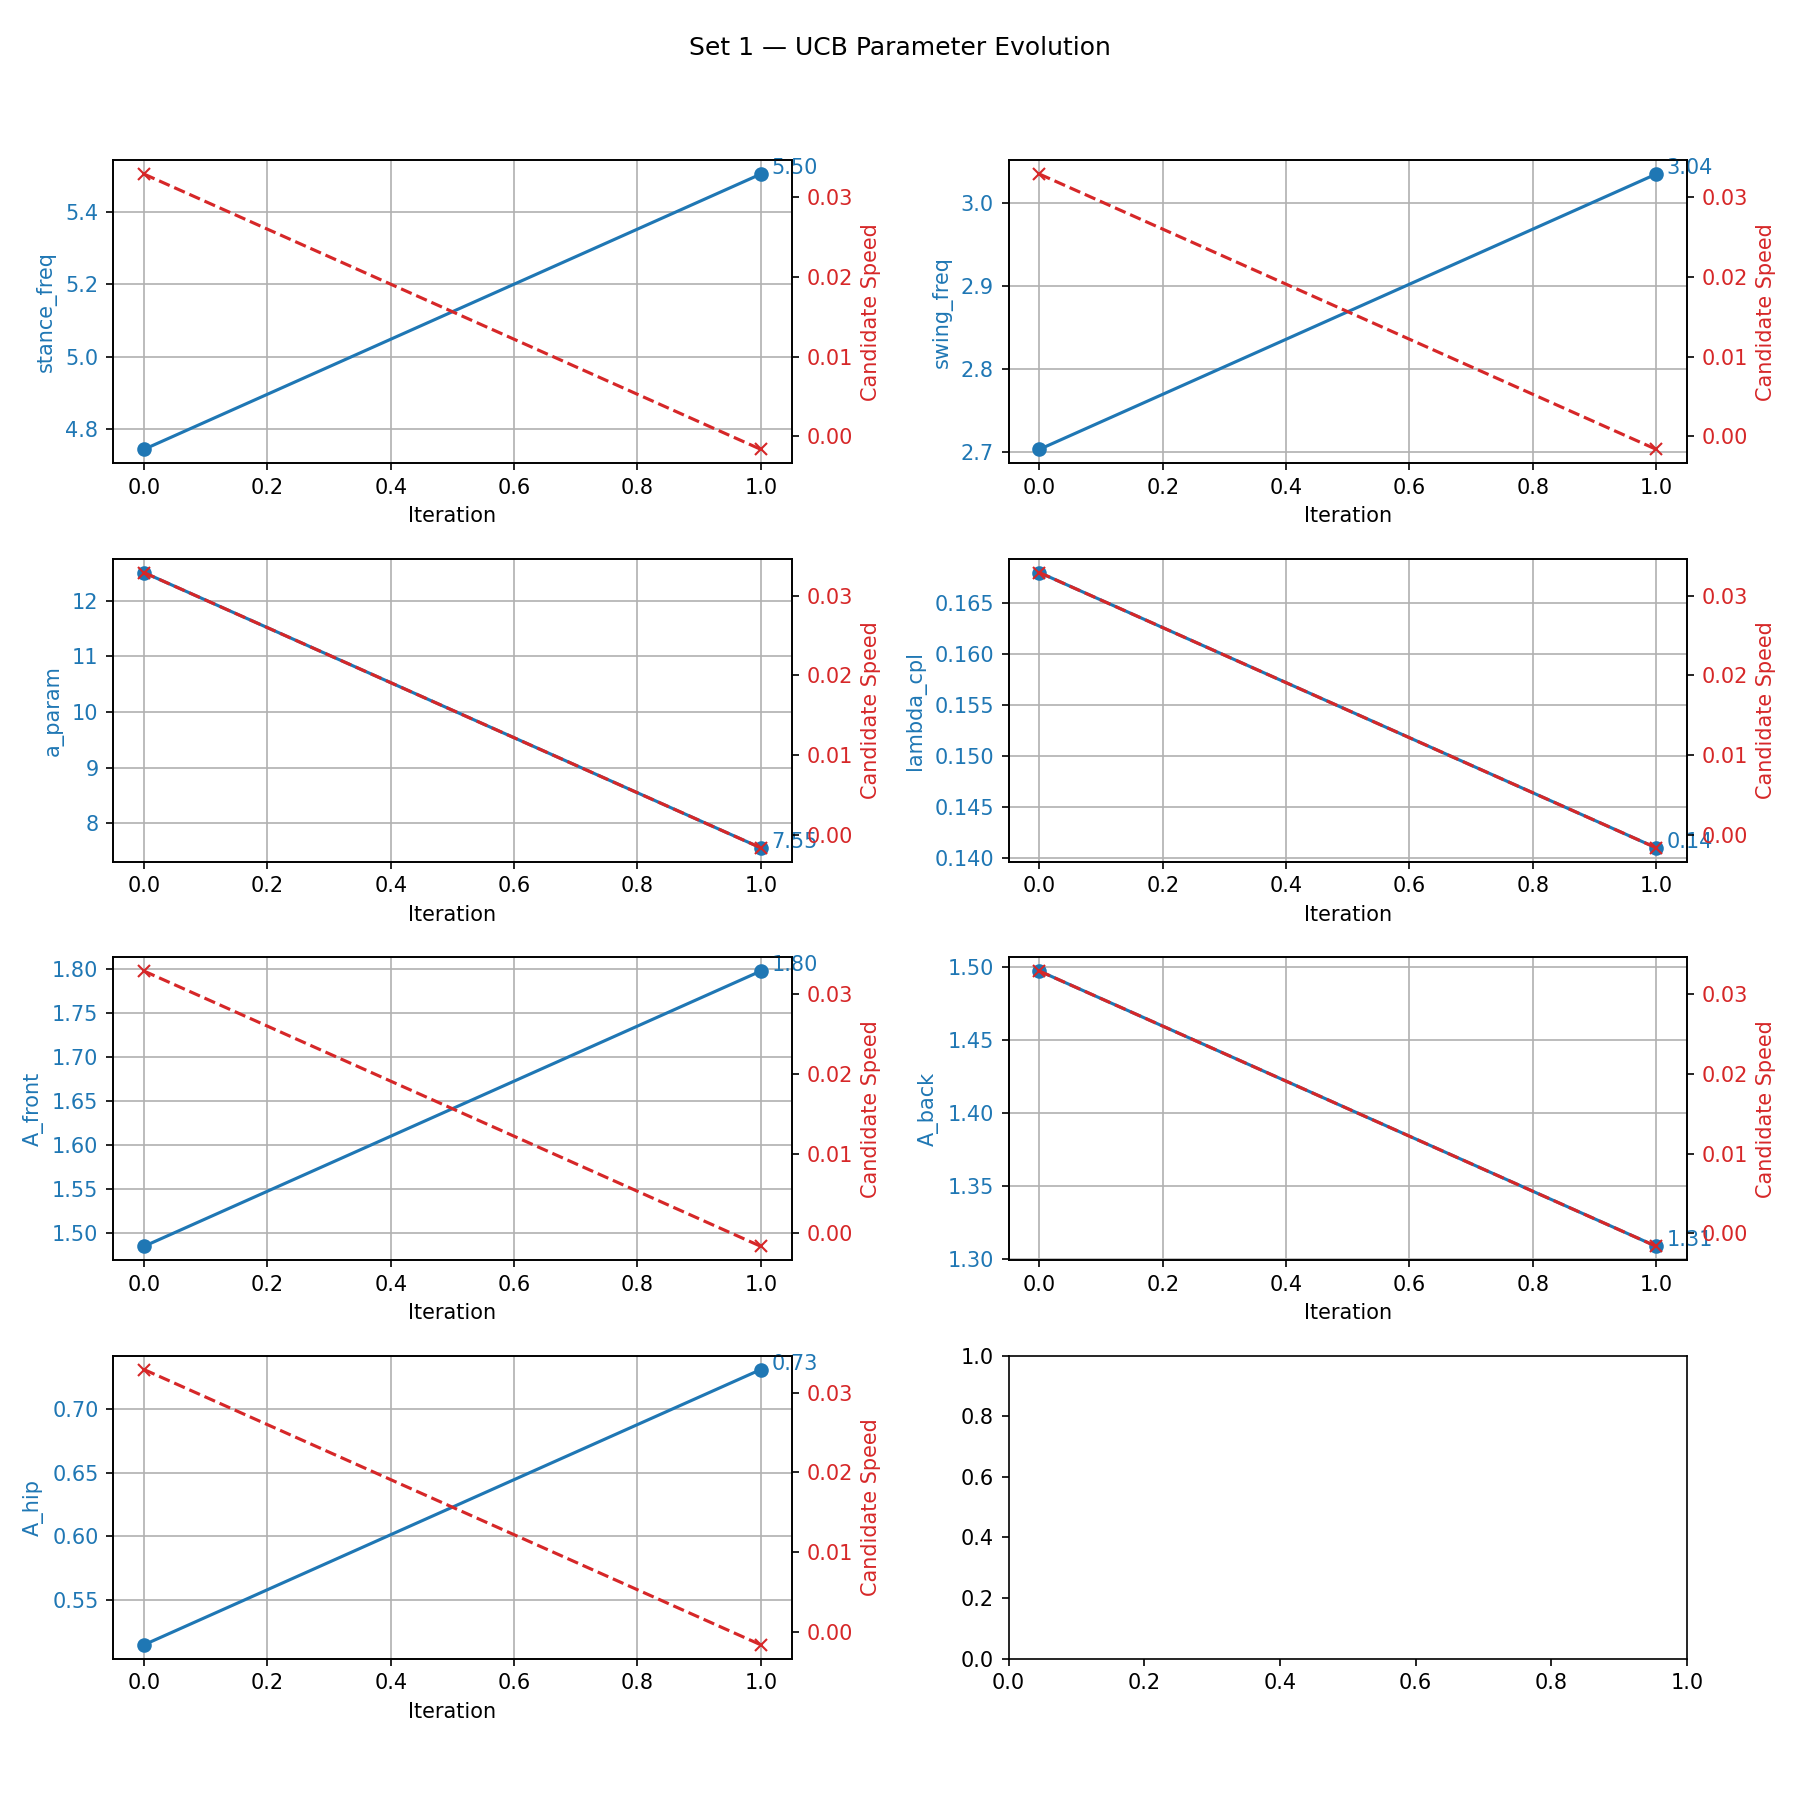 Set 1 — UCB Parameter Evolution
5.50
5.4
5.2
5.0
4.8
stance_freq
0.03
0.02
0.01
0.00
Candidate Speed
0.0 0.2 0.4 0.6 0.8 1.0
Iteration
3.04
3.0
2.9
2.8
2.7
swing_freq
0.03
0.02
0.01
0.00
Candidate Speed
0.0 0.2 0.4 0.6 0.8 1.0
Iteration
12
11
10
9
8
a_param
7.55
0.03
0.02
0.01
0.00
Candidate Speed
0.0 0.2 0.4 0.6 0.8 1.0
Iteration
0.165
0.160
0.155
0.150
0.145
0.140
lambda_cpl
0.14
0.03
0.02
0.01
0.00
Candidate Speed
0.0 0.2 0.4 0.6 0.8 1.0
Iteration
1.80
1.80
1.75
1.70
1.65
1.60
1.55
1.50
A_front
0.03
0.02
0.01
0.00
Candidate Speed
0.0 0.2 0.4 0.6 0.8 1.0
Iteration
1.50
1.45
1.40
1.35
1.30
A_back
1.31
0.03
0.02
0.01
0.00
Candidate Speed
0.0 0.2 0.4 0.6 0.8 1.0
Iteration
0.73
0.70
0.65
0.60
0.55
A_hip
0.03
0.02
0.01
0.00
Candidate Speed
0.0 0.2 0.4 0.6 0.8 1.0
Iteration
1.0
0.8
0.6
0.4
0.2
0.0
0.0 0.2 0.4 0.6 0.8 1.0